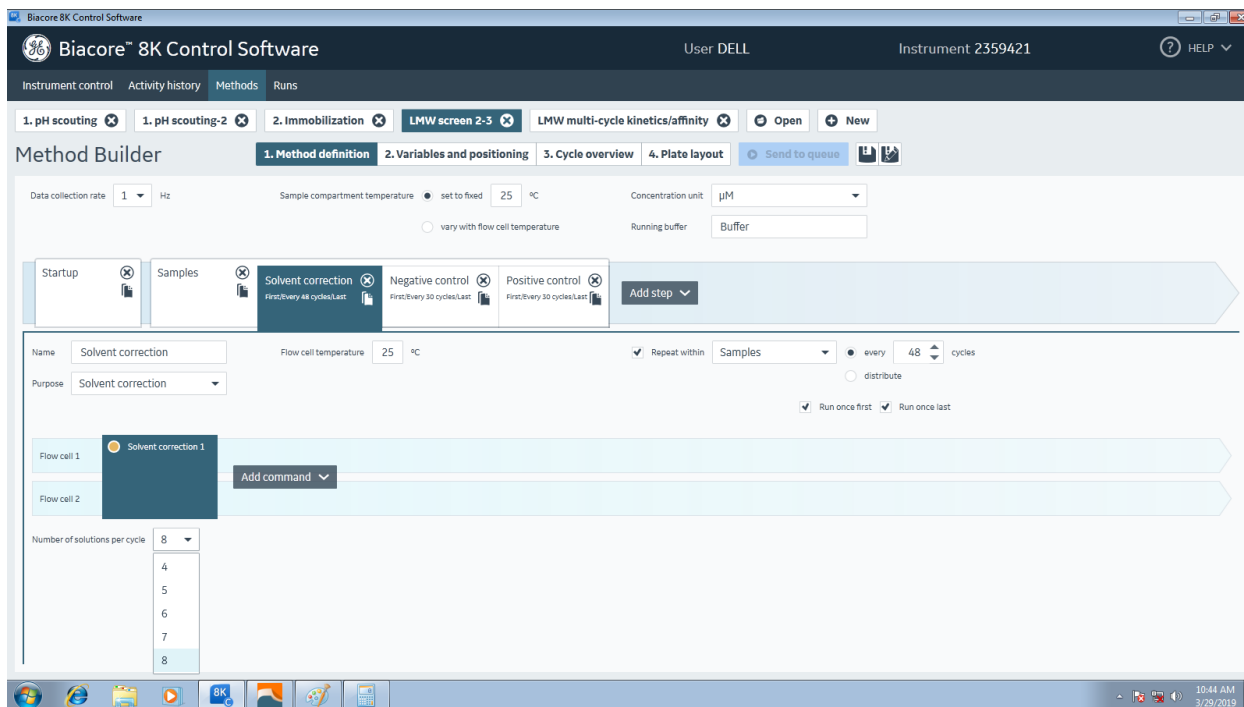 Biacore 8K Control Software
Biacore™ 8K Control Software User DELL Instrument 2359421 ? HELP
Instrument control Activity history Methods Runs
1. pH scouting 1. pH scouting-2 2. Immobilization LMW screen 2-3 LMW multi-cycle kinetics/affinity Open New
Method Builder 1. Method definition 2. Variables and positioning 3. Cycle overview 4. Plate layout Send to queue
Data collection rate 1 Hz Sample compartment temperature set to fixed 25 ºC Concentration unit µM
vary with flow cell temperature Running buffer Buffer
Startup Samples Solvent correction Negative control Positive control Add step
First/Every 48 cycles/Last First/Every 30 cycles/Last First/Every 30 cycles/Last
Name Solvent correction Flow cell temperature 25 ºC Repeat within Samples every 48 cycles
Purpose Solvent correction distribute
Run once first Run once last
Flow cell 1 Solvent correction 1
Add command
Flow cell 2
Number of solutions per cycle 8
4
5
6
7
8
8K C
10:44 AM
3/29/2019